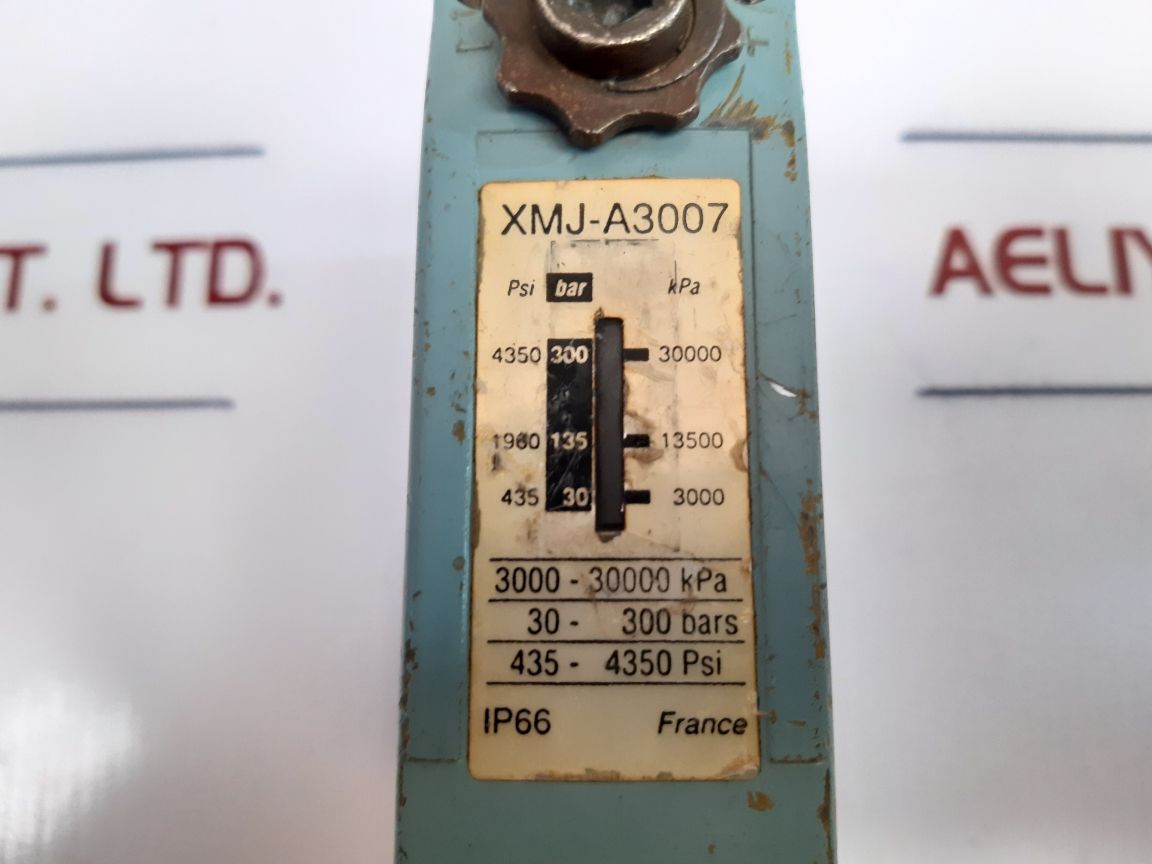 XMJ-A3007
Psi bar kPa
4350 300 30000
1960 135 13500
435 30 3000
3000 - 30000 kPa
30 - 300 bars
435 - 4350 Psi
IP66 France
T. LTD.
AELIY
- +